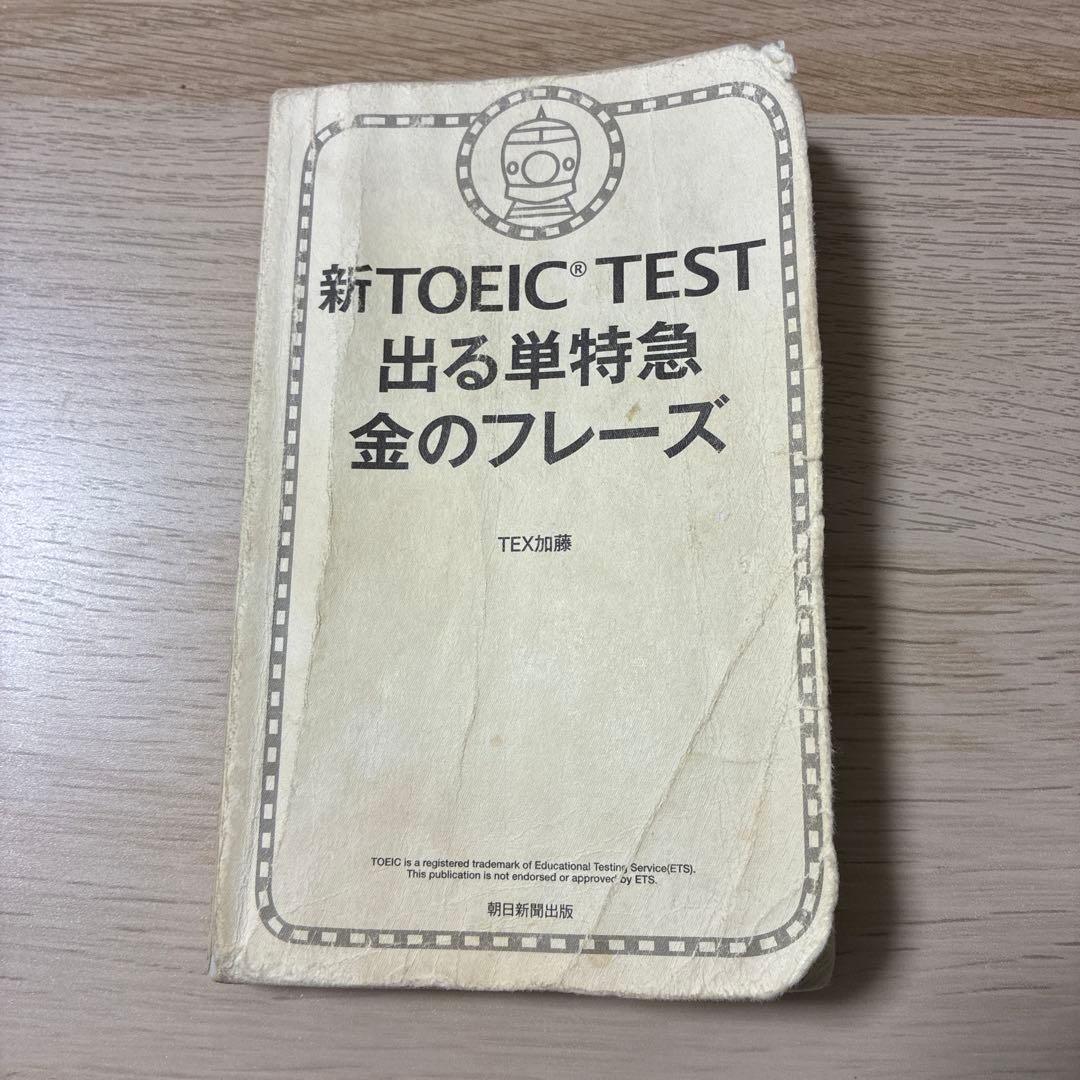 新TOEIC® TEST
出る単特急
金のフレーズ
TEX加藤
TOEIC is a registered trademark of Educational Testing Service(ETS).
This publication is not endorsed or approved by ETS.
朝日新聞出版